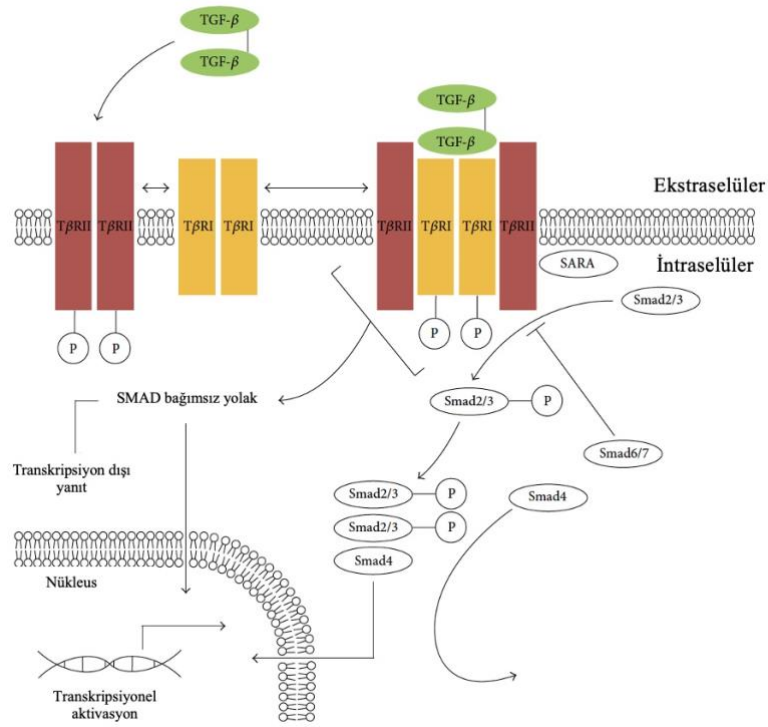 TGF-β
TGF-β
TGF-β
TGF-β
Ekstraselüler
TβRII
TβRII
TβRI
TβRI
TβRII
TβRI
TβRI
TβRII
SARA
İntraselüler
Smad2/3
P
P
P
P
SMAD bağımsız yolak
Smad2/3
P
Smad6/7
Transkripsiyon dışı
yanıt
Smad2/3
P
Smad4
Smad2/3
P
Smad4
Nükleus
Transkripsiyonel
aktivasyon